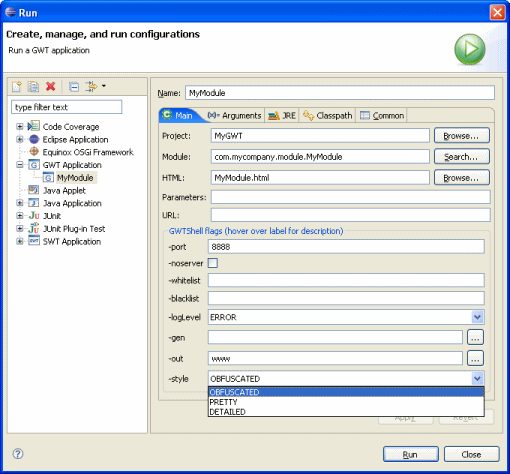 Run
Create, manage, and run configurations
Run a GWT application
type filter text
Code Coverage
Eclipse Application
Equinox OSGi Framework
GWT Application
MyModule
Java Applet
Java Application
JUnit
JUnit Plug-in Test
SWT Application
Name: MyModule
Main (x)= Arguments JRE Classpath Common
Project: MyGWT Browse...
Module: com.mycompany.module.MyModule Search...
HTML: MyModule.html Browse...
Parameters:
URL:
GWTShell flags (hover over label for description)
-port 8888
-noserver
-whitelist
-blacklist
-logLevel ERROR
-gen ...
-out www ...
-style OBFUSCATED
OBFUSCATED
PRETTY
DETAILED
Apply Revert
? Run Close